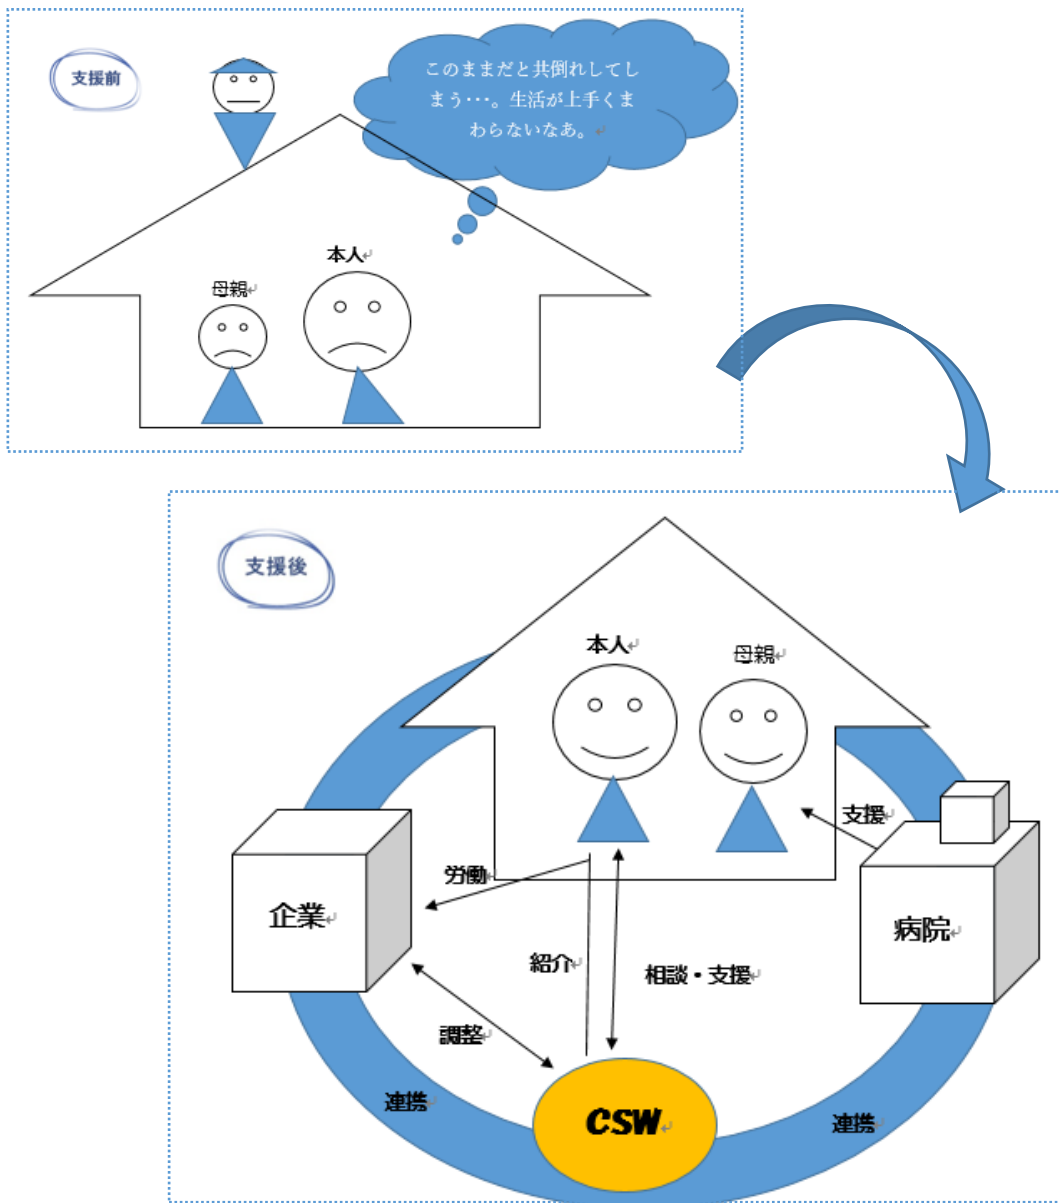 支援前
このままだと共倒れしてし
まう・・・。生活が上手くま
わらないなあ。
本人
母親
支援後
本人
母親
支援
労働
企業
病院
紹介
相談・支援
調整
連携
CSW
連携